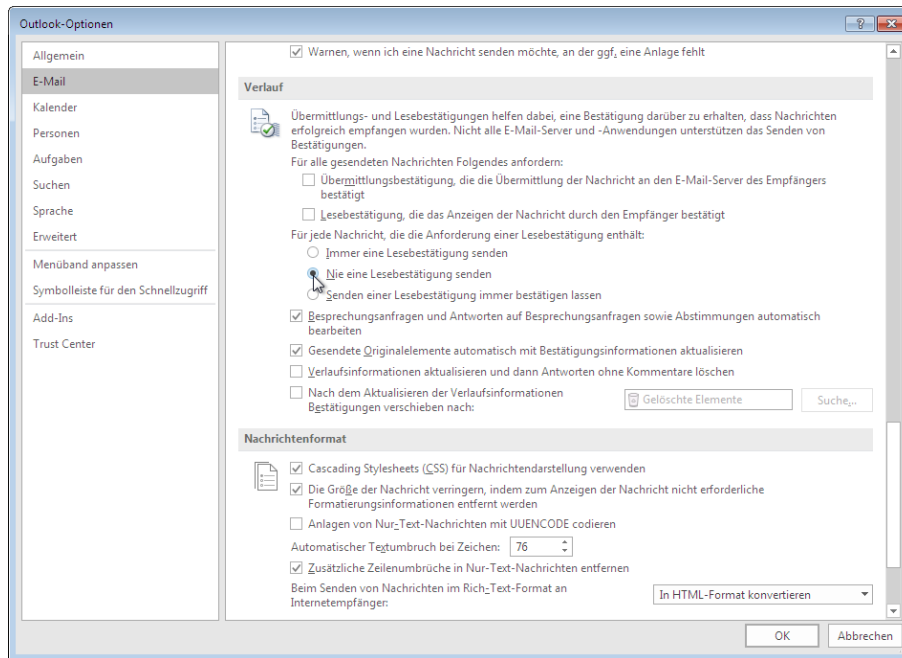 Outlook-Optionen
Allgemein
E-Mail
Kalender
Personen
Aufgaben
Suchen
Sprache
Erweitert
Menüband anpassen
Symbolleiste für den Schnellzugriff
Add-Ins
Trust Center
Warnen, wenn ich eine Nachricht senden möchte, an der ggf. eine Anlage fehlt
Verlauf
Übermittlungs- und Lesebestätigungen helfen dabei, eine Bestätigung darüber zu erhalten, dass Nachrichten
erfolgreich empfangen wurden. Nicht alle E-Mail-Server und -Anwendungen unterstützen das Senden von
Bestätigungen.
Für alle gesendeten Nachrichten Folgendes anfordern:
Übermittlungsbestätigung, die die Übermittlung der Nachricht an den E-Mail-Server des Empfängers
bestätigt
Lesebestätigung, die das Anzeigen der Nachricht durch den Empfänger bestätigt
Für jede Nachricht, die die Anforderung einer Lesebestätigung enthält:
Immer eine Lesebestätigung senden
Nie eine Lesebestätigung senden
Senden einer Lesebestätigung immer bestätigen lassen
Besprechungsanfragen und Antworten auf Besprechungsanfragen sowie Abstimmungen automatisch
bearbeiten
Gesendete Originalelemente automatisch mit Bestätigungsinformationen aktualisieren
Verlaufsinformationen aktualisieren und dann Antworten ohne Kommentare löschen
Nach dem Aktualisieren der Verlaufsinformationen
Bestätigungen verschieben nach:
Gelöschte Elemente
Suche...
Nachrichtenformat
Cascading Stylesheets (CSS) für Nachrichtendarstellung verwenden
Die Größe der Nachricht verringern, indem zum Anzeigen der Nachricht nicht erforderliche
Formatierungsinformationen entfernt werden
Anlagen von Nur-Text-Nachrichten mit UUENCODE codieren
Automatischer Textumbruch bei Zeichen: 76
Zusätzliche Zeilenumbrüche in Nur-Text-Nachrichten entfernen
Beim Senden von Nachrichten im Rich-Text-Format an
Internetempfänger:
In HTML-Format konvertieren
OK
Abbrechen